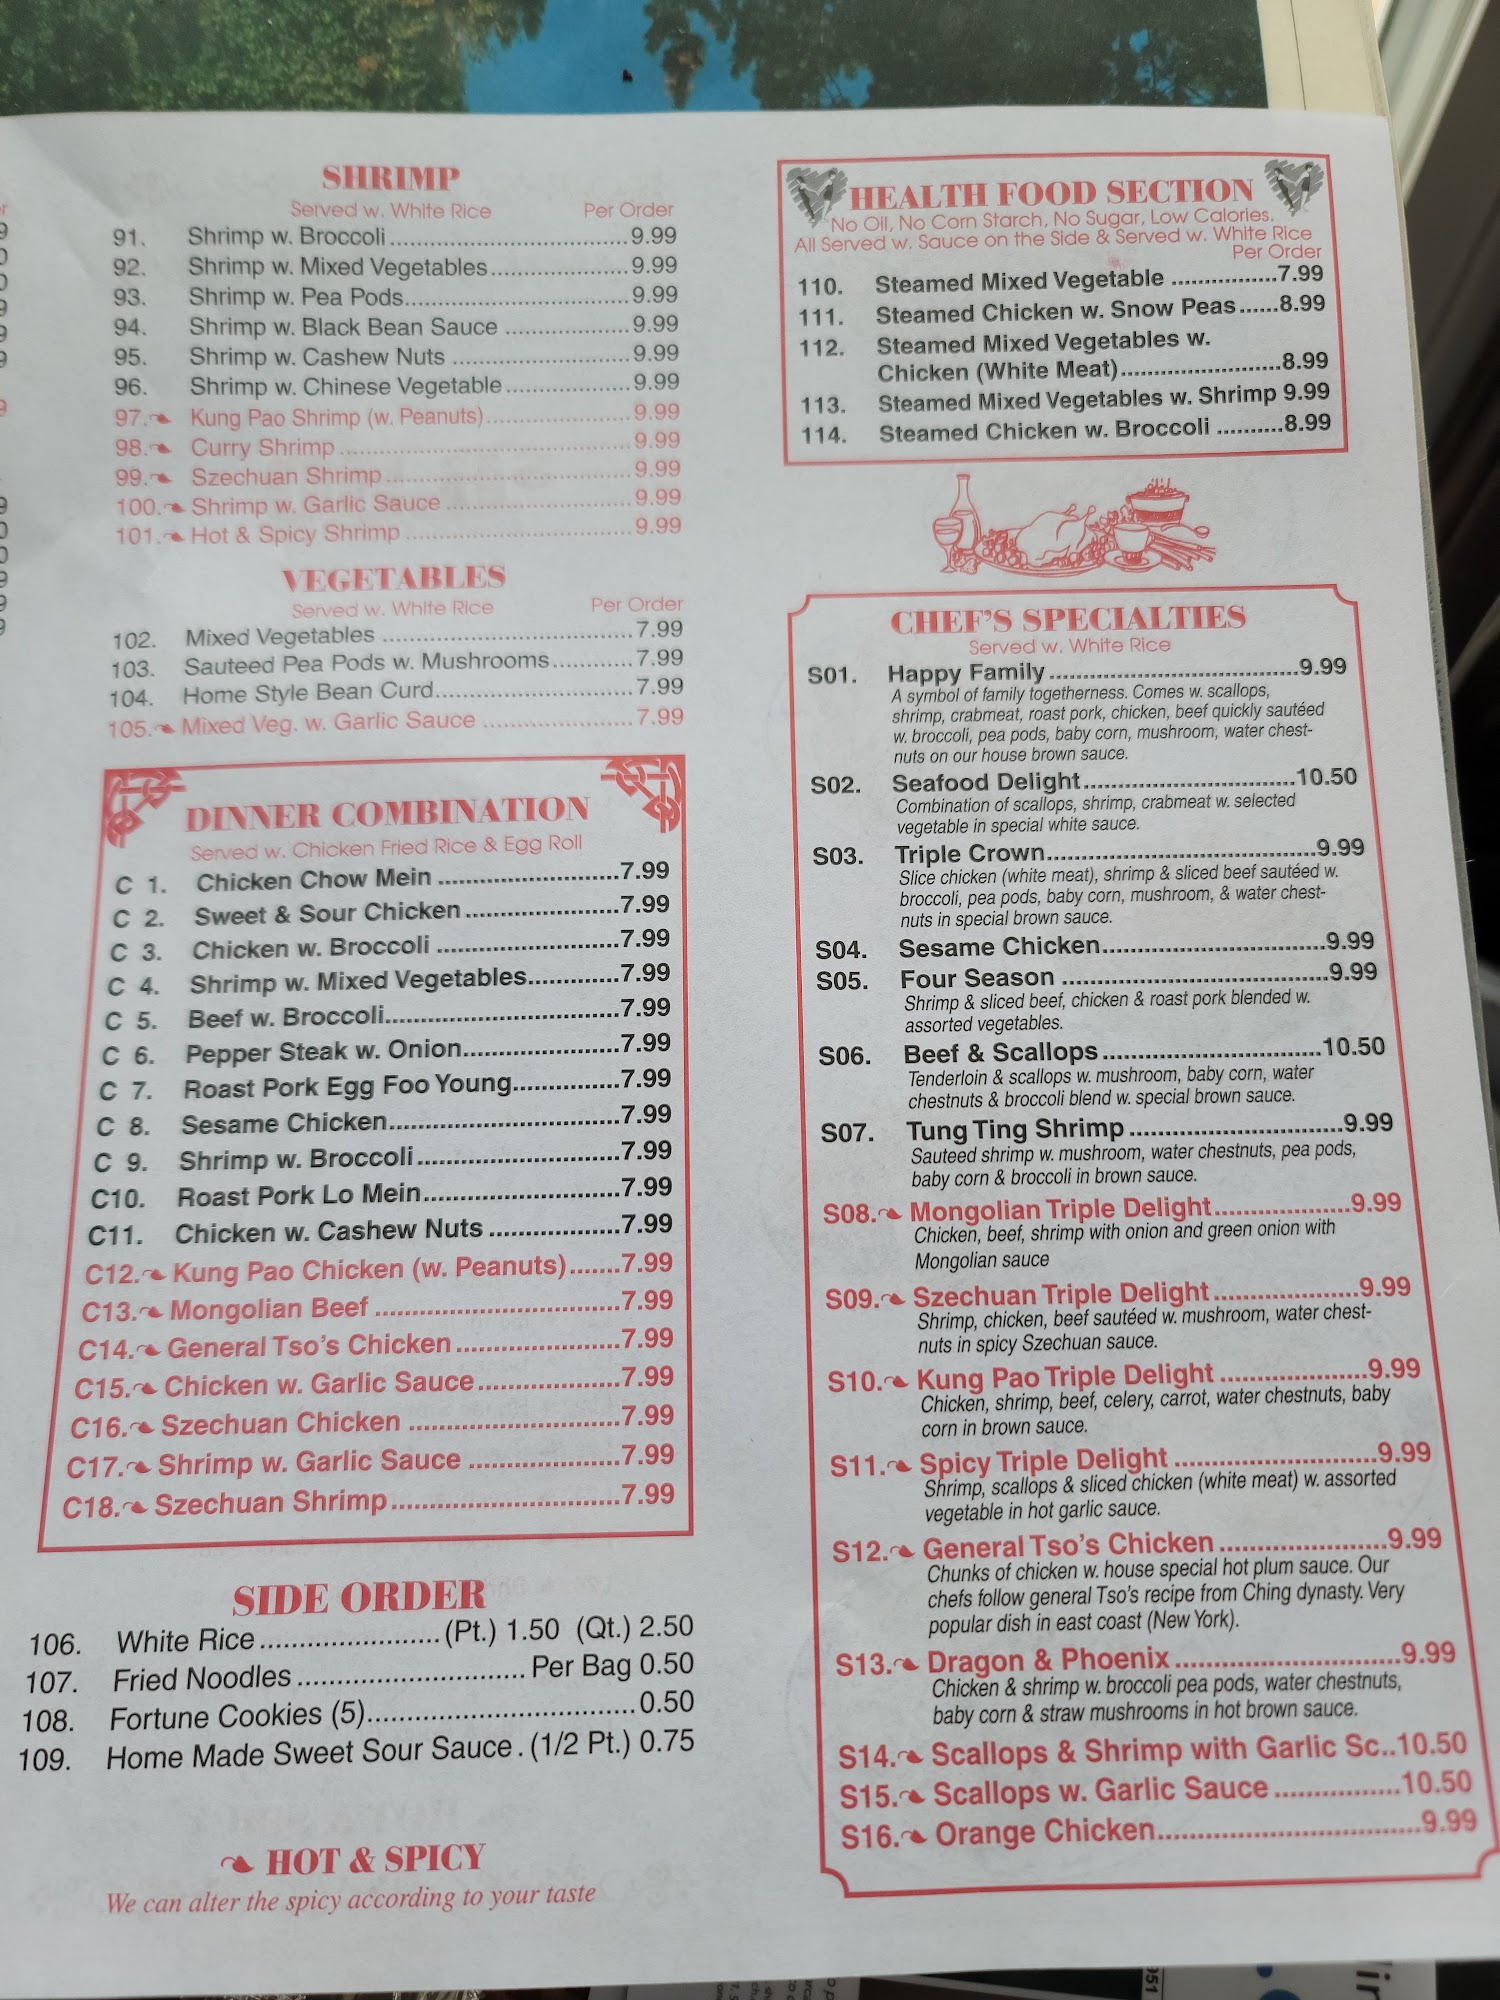 SHRIMP
Served w. White Rice Per Order
91. Shrimp w. Broccoli 9.99
92. Shrimp w. Mixed Vegetables 9.99
93. Shrimp w. Pea Pods 9.99
94. Shrimp w. Black Bean Sauce 9.99
95. Shrimp w. Cashew Nuts 9.99
96. Shrimp w. Chinese Vegetable 9.99
97. Kung Pao Shrimp (w. Peanuts) 9.99
98. Curry Shrimp 9.99
99. Szechuan Shrimp 9.99
100. Shrimp w. Garlic Sauce 9.99
101. Hot & Spicy Shrimp 9.99
VEGETABLES
Served w. White Rice Per Order
102. Mixed Vegetables 7.99
103. Sauteed Pea Pods w. Mushrooms 7.99
104. Home Style Bean Curd 7.99
105. Mixed Veg. w. Garlic Sauce 7.99
DINNER COMBINATION
Served w. Chicken Fried Rice & Egg Roll
C 1. Chicken Chow Mein 7.99
C 2. Sweet & Sour Chicken 7.99
C 3. Chicken w. Broccoli 7.99
C 4. Shrimp w. Mixed Vegetables 7.99
C 5. Beef w. Broccoli 7.99
C 6. Pepper Steak w. Onion 7.99
C 7. Roast Pork Egg Foo Young 7.99
C 8. Sesame Chicken 7.99
C 9. Shrimp w. Broccoli 7.99
C10. Roast Pork Lo Mein 7.99
C11. Chicken w. Cashew Nuts 7.99
C12. Kung Pao Chicken (w. Peanuts) 7.99
C13. Mongolian Beef 7.99
C14. General Tso's Chicken 7.99
C15. Chicken w. Garlic Sauce 7.99
C16. Szechuan Chicken 7.99
C17. Shrimp w. Garlic Sauce 7.99
C18. Szechuan Shrimp 7.99
SIDE ORDER
106. White Rice (Pt.) 1.50 (Qt.) 2.50
107. Fried Noodles Per Bag 0.50
108. Fortune Cookies (5) 0.50
109. Home Made Sweet Sour Sauce . (1/2 Pt.) 0.75
HOT & SPICY
We can alter the spicy according to your taste
HEALTH FOOD SECTION
No Oil, No Corn Starch, No Sugar, Low Calories.
All Served w. Sauce on the Side & Served w. White Rice
Per Order
110. Steamed Mixed Vegetable 7.99
111. Steamed Chicken w. Snow Peas 8.99
112. Steamed Mixed Vegetables w.
Chicken (White Meat) 8.99
113. Steamed Mixed Vegetables w. Shrimp 9.99
114. Steamed Chicken w. Broccoli 8.99
CHEF'S SPECIALTIES
Served w. White Rice
S01. Happy Family 9.99
A symbol of family togetherness. Comes w. scallops,
shrimp, crabmeat, roast pork, chicken, beef quickly sautéed
w. broccoli, pea pods, baby corn, mushroom, water chest-
nuts on our house brown sauce.
S02. Seafood Delight 10.50
Combination of scallops, shrimp, crabmeat w. selected
vegetable in special white sauce.
S03. Triple Crown 9.99
Slice chicken (white meat), shrimp & sliced beef sautéed w.
broccoli, pea pods, baby corn, mushroom, & water chest-
nuts in special brown sauce.
S04. Sesame Chicken 9.99
S05. Four Season 9.99
Shrimp & sliced beef, chicken & roast pork blended w.
assorted vegetables.
S06. Beef & Scallops 10.50
Tenderloin & scallops w. mushroom, baby corn, water
chestnuts & broccoli blend w. special brown sauce.
S07. Tung Ting Shrimp 9.99
Sauteed shrimp w. mushroom, water chestnuts, pea pods,
baby corn & broccoli in brown sauce.
S08. Mongolian Triple Delight 9.99
Chicken, beef, shrimp with onion and green onion with
Mongolian sauce
S09. Szechuan Triple Delight 9.99
Shrimp, chicken, beef sautéed w. mushroom, water chest-
nuts in spicy Szechuan sauce.
S10. Kung Pao Triple Delight 9.99
Chicken, shrimp, beef, celery, carrot, water chestnuts, baby
corn in brown sauce.
S11. Spicy Triple Delight 9.99
Shrimp, scallops & sliced chicken (white meat) w. assorted
vegetable in hot garlic sauce.
S12. General Tso's Chicken 9.99
Chunks of chicken w. house special hot plum sauce. Our
chefs follow general Tso's recipe from Ching dynasty. Very
popular dish in east coast (New York).
S13. Dragon & Phoenix 9.99
Chicken & shrimp w. broccoli pea pods, water chestnuts,
baby corn & straw mushrooms in hot brown sauce.
S14. Scallops & Shrimp with Garlic Sc..10.50
S15. Scallops w. Garlic Sauce 10.50
S16. Orange Chicken 9.99
951